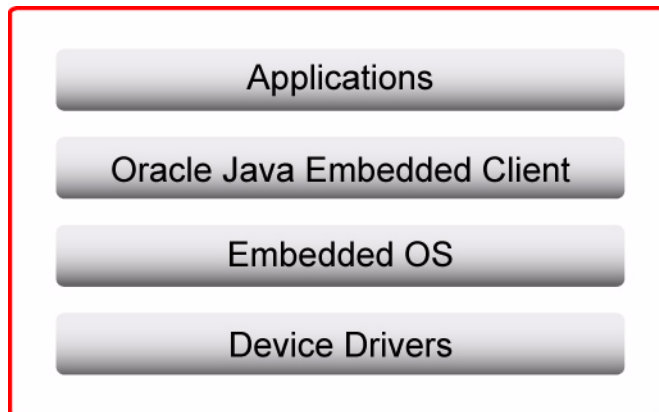 Applications
Oracle Java Embedded Client
Embedded OS
Device Drivers